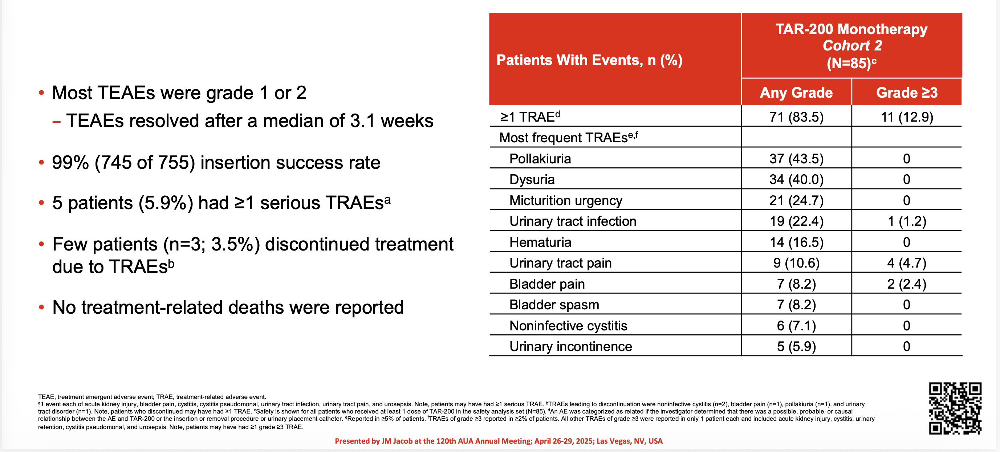 • Most TEAEs were grade 1 or 2
– TEAEs resolved after a median of 3.1 weeks
• 99% (745 of 755) insertion success rate
• 5 patients (5.9%) had ≥1 serious TRAEsᵃ
• Few patients (n=3; 3.5%) discontinued treatment
due to TRAEsᵇ
• No treatment-related deaths were reported
Patients With Events, n (%)
TAR-200 Monotherapy
Cohort 2
(N=85)ᶜ
Any Grade Grade ≥3
≥1 TRAEᵈ 71 (83.5) 11 (12.9)
Most frequent TRAEsᵉ,ᶠ
Pollakiuria 37 (43.5) 0
Dysuria 34 (40.0) 0
Micturition urgency 21 (24.7) 0
Urinary tract infection 19 (22.4) 1 (1.2)
Hematuria 14 (16.5) 0
Urinary tract pain 9 (10.6) 4 (4.7)
Bladder pain 7 (8.2) 2 (2.4)
Bladder spasm 7 (8.2) 0
Noninfective cystitis 6 (7.1) 0
Urinary incontinence 5 (5.9) 0
TEAE, treatment emergent adverse event; TRAE, treatment-related adverse event.
ᵃ1 event each of acute kidney injury, bladder pain, cystitis, cystitis pseudomonal, urinary tract infection, urinary tract pain, and urosepsis. Note, patients may have had ≥1 serious TRAE. ᵇTRAEs leading to discontinuation were noninfective cystitis (n=2), bladder pain (n=1), pollakiuria (n=1), and urinary
tract disorder (n=1). Note, patients who discontinued may have had ≥1 TRAE. ᶜSafety is shown for all patients who received at least 1 dose of TAR-200 in the safety analysis set (N=85). ᵈAn AE was categorized as related if the investigator determined that there was a possible, probable, or causal
relationship between the AE and TAR-200 or the insertion or removal procedure or urinary placement catheter. ᵉReported in ≥5% of patients. ᶠTRAEs of grade ≥3 reported in ≥2% of patients. All other TRAEs of grade ≥3 were reported in only 1 patient each and included acute kidney injury, cystitis, urinary
retention, cystitis pseudomonal, and urosepsis. Note, patients may have had ≥1 grade ≥3 TRAE.
Presented by JM Jacob at the 120th AUA Annual Meeting; April 26-29, 2025; Las Vegas, NV, USA